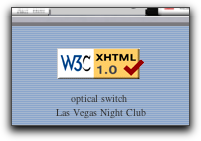 W3C XHTML
1.0
optical switch
Las Vegas Night Club